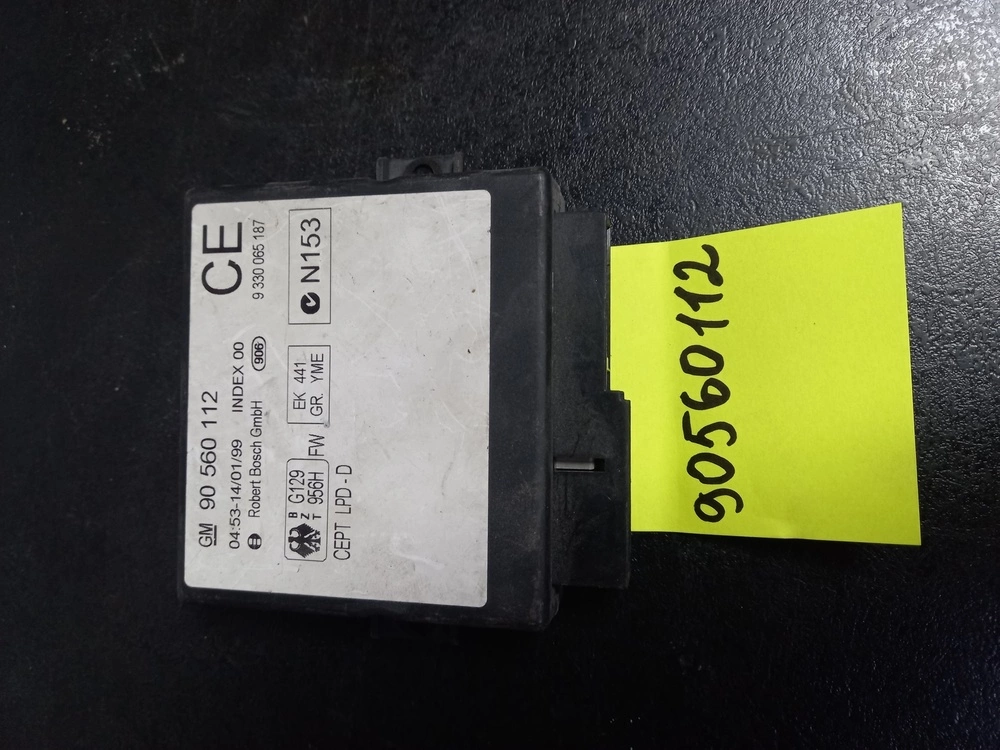 GM 90 560 112
CE
04:53-14/01/99 INDEX 00
Robert Bosch GmbH 906 9 330 065 187
B Z T G129 956H FW
EK 441
GR. YME
N153
CEPT LPD - D
90560112